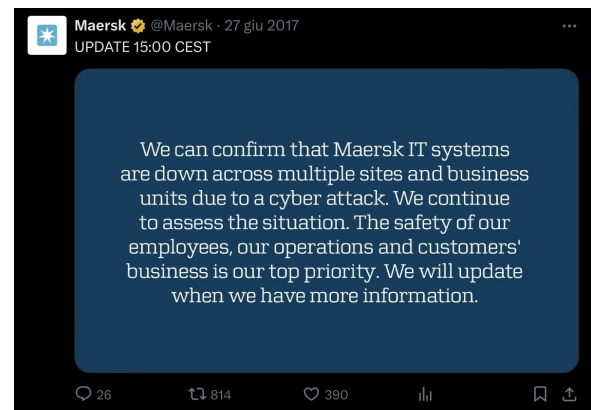 Maersk @Maersk · 27 giu 2017
UPDATE 15:00 CEST
We can confirm that Maersk IT systems
are down across multiple sites and business
units due to a cyber attack. We continue
to assess the situation. The safety of our
employees, our operations and customers'
business is our top priority. We will update
when we have more information.
26 814 390